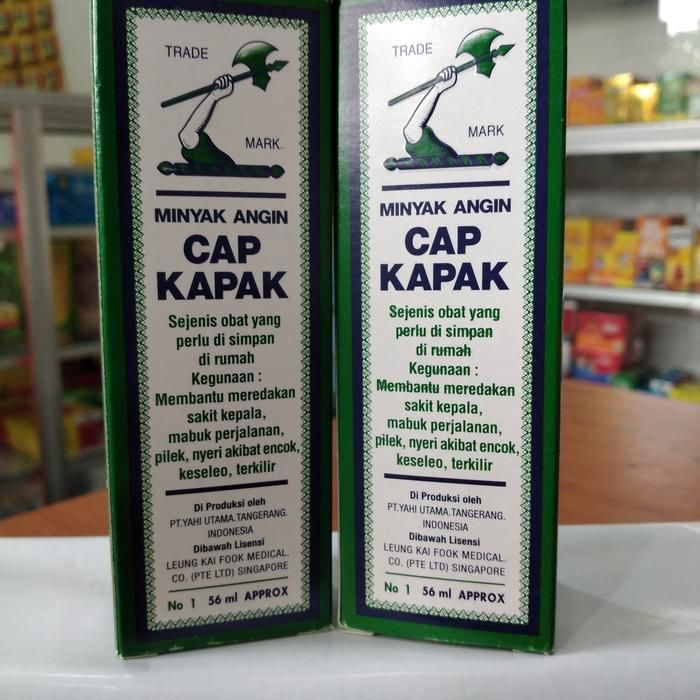 TRADE
MARK.
MINYAK ANGIN
CAP
KAPAK
Sejenis obat yang
perlu di simpan
di rumah
Kegunaan :
Membantu meredakan
sakit kepala,
mabuk perjalanan,
pilek, nyeri akibat encok,
keseleo, terkilir
Di Produksi oleh
PT.YAHI UTAMA.TANGERANG.
INDONESIA
Dibawah Lisensi
LEUNG KAI FOOK MEDICAL.
CO. (PTE LTD) SINGAPORE
No 1 56 ml APPROX
TRADE
MARK
MINYAK ANGIN
CAP
KAPAK
Sejenis obat yang
perlu di simpan
di rumah
Kegunaan :
Membantu meredakan
sakit kepala,
mabuk perjalanan,
pilek, nyeri akibat encok,
keseleo, terkilir
Di Produksi oleh
PT.YAHI UTAMA.TANGERANG.
INDONESIA
Dibawah Lisensi
LEUNG KAI FOOK MEDICAL.
CO. (PTE LTD) SINGAPORE
No 1 56 ml APPROX